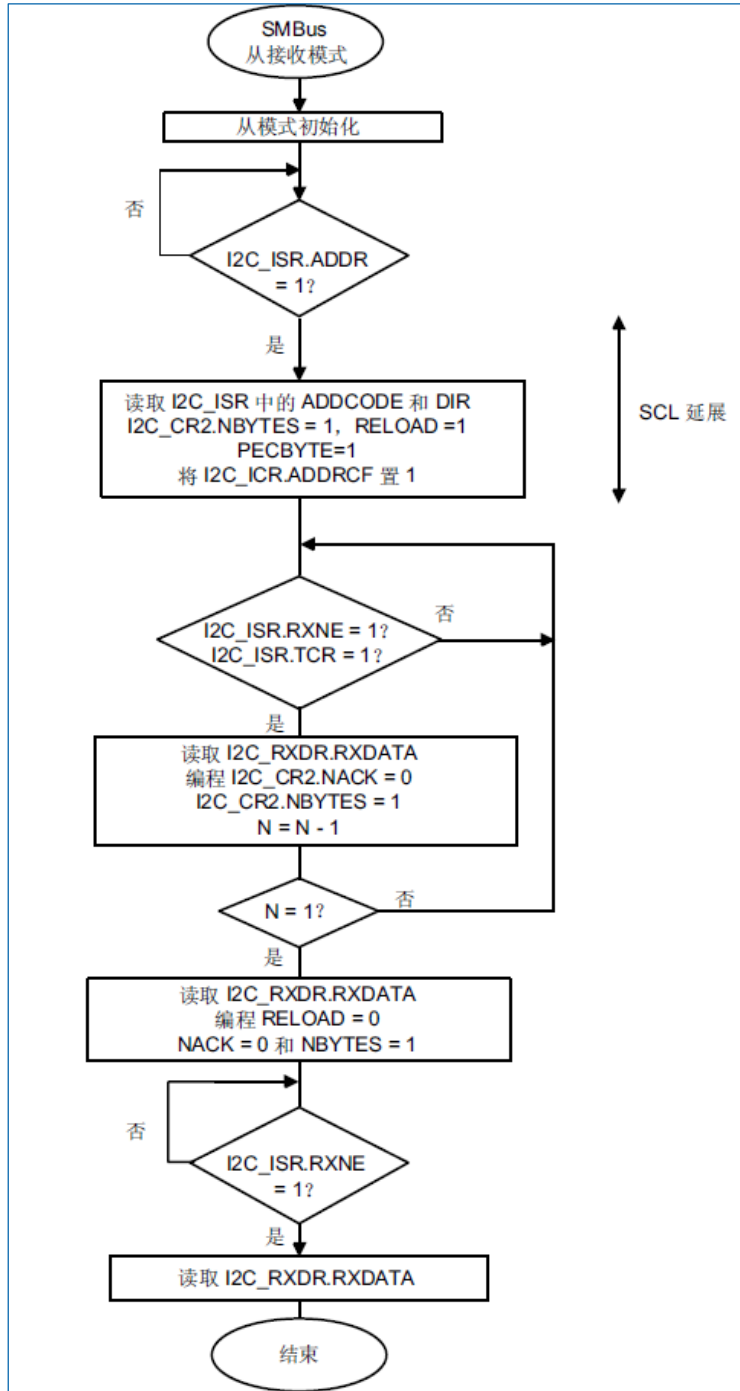 SMBus
从接收模式
从模式初始化
否
I2C_ISR.ADDR
= 1?
是
读取 I2C_ISR 中的 ADDCODE 和 DIR
I2C_CR2.NBYTES = 1，RELOAD =1
PECBYTE=1
将 I2C_ICR.ADDRCF 置 1
SCL 延展
I2C_ISR.RXNE = 1?
I2C_ISR.TCR = 1?
否
是
读取 I2C_RXDR.RXDATA
编程 I2C_CR2.NACK = 0
I2C_CR2.NBYTES = 1
N = N - 1
N = 1?
否
是
读取 I2C_RXDR.RXDATA
编程 RELOAD = 0
NACK = 0 和 NBYTES = 1
否
I2C_ISR.RXNE
= 1?
是
读取 I2C_RXDR.RXDATA
结束